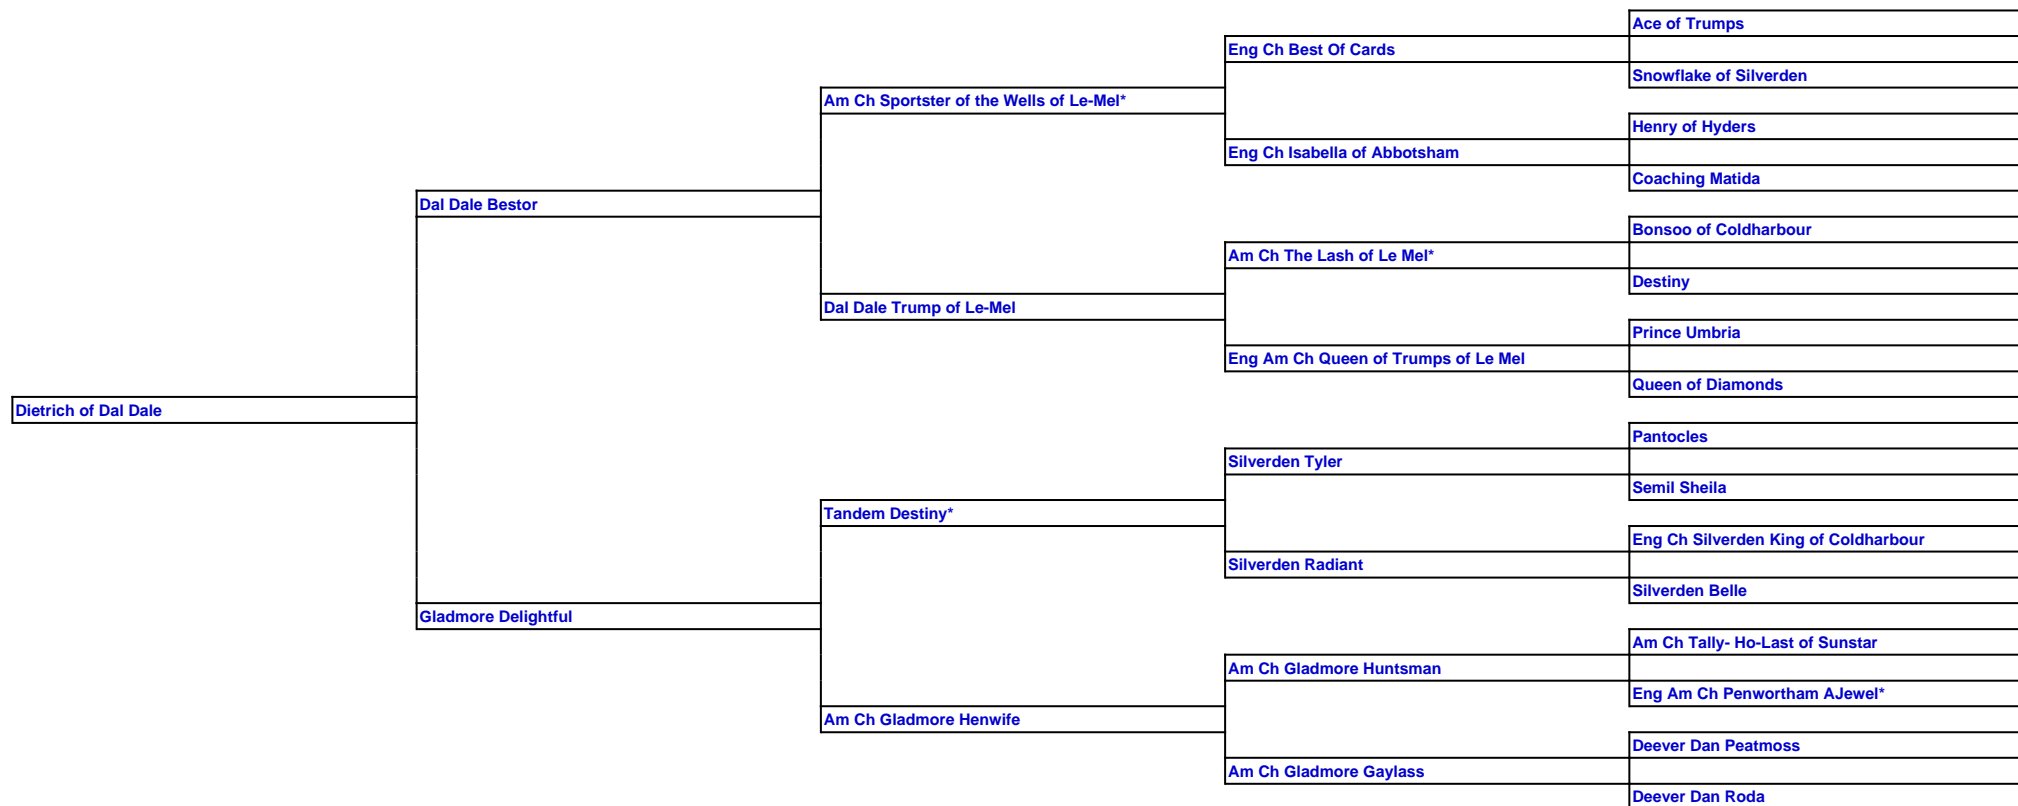 Ace of Trumps
Eng Ch Best Of Cards
Snowflake of Silverden
Am Ch Sportster of the Wells of Le-Mel*
Henry of Hyders
Eng Ch Isabella of Abbotsham
Coaching Matida
Dal Dale Bestor
Bonsoo of Coldharbour
Am Ch The Lash of Le Mel*
Destiny
Dal Dale Trump of Le-Mel
Prince Umbria
Eng Am Ch Queen of Trumps of Le Mel
Queen of Diamonds
Dietrich of Dal Dale
Pantocles
Silverden Tyler
Semil Sheila
Tandem Destiny*
Eng Ch Silverden King of Coldharbour
Silverden Radiant
Silverden Belle
Gladmore Delightful
Am Ch Tally- Ho-Last of Sunstar
Am Ch Gladmore Huntsman
Eng Am Ch Penwortham AJewel*
Am Ch Gladmore Henwife
Deever Dan Peatmoss
Am Ch Gladmore Gaylass
Deever Dan Roda